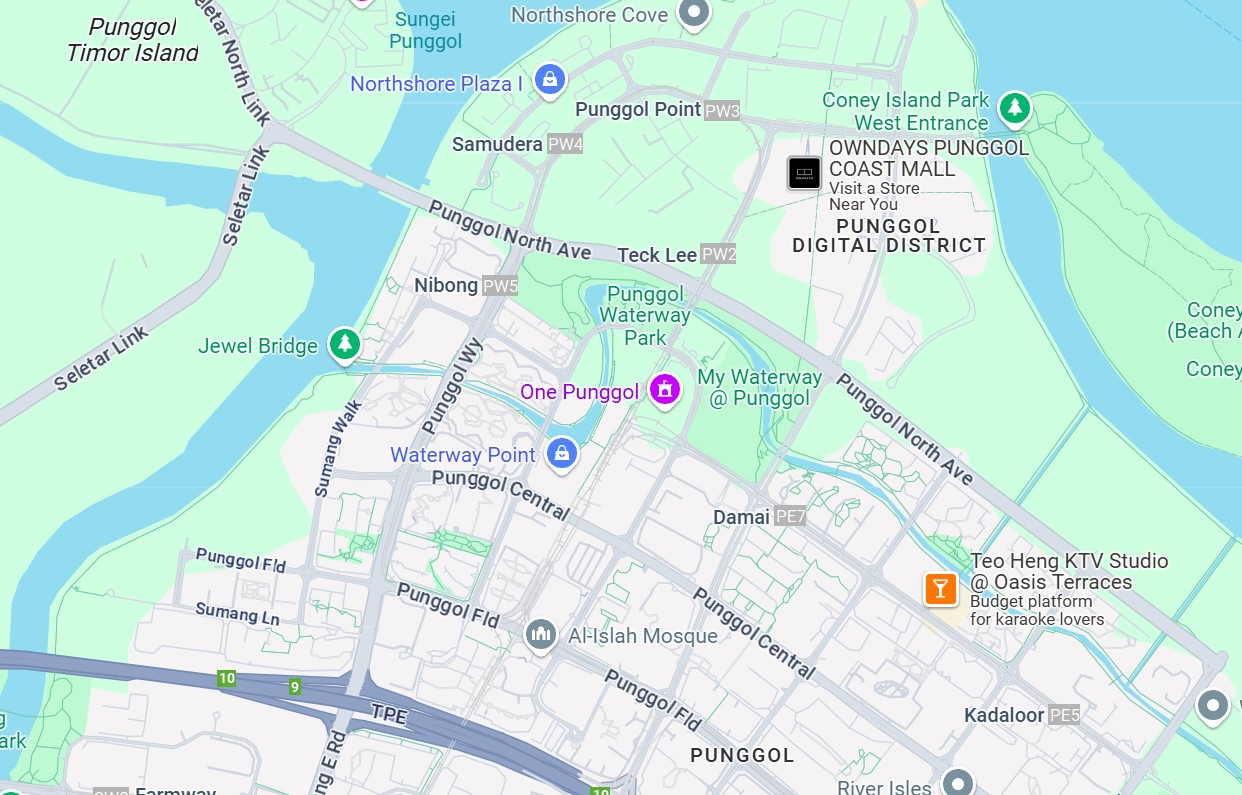 Northshore Cove
Punggol
Timor Island
Sungei
Punggol
Seletar North Link
Northshore Plaza I
Punggol Point PW3
Coney Island Park
West Entrance
Samudera PW4
OWNDAYS PUNGGOL
COAST MALL
Visit a Store
Near You
Seletar Link
Punggol North Ave
PUNGGOL
DIGITAL DISTRICT
Teck Lee PW2
Nibong PW5
Punggol
Waterway
Park
Coney
(Beach
Coney
Jewel Bridge
Seletar Link
Punggol Wy
One Punggol
My Waterway
@ Punggol
Punggol North Ave
Sumang Walk
Waterway Point
Punggol Central
Damai PE7
Punggol Fld
Teo Heng KTV Studio
@ Oasis Terraces
Budget platform
for karaoke lovers
Sumang Ln
Punggol Fld
Al-Islah Mosque
Punggol Central
10
9
Punggol Fld
TPE
Kadaloor PE5
PUNGGOL
River Isles
Farmway